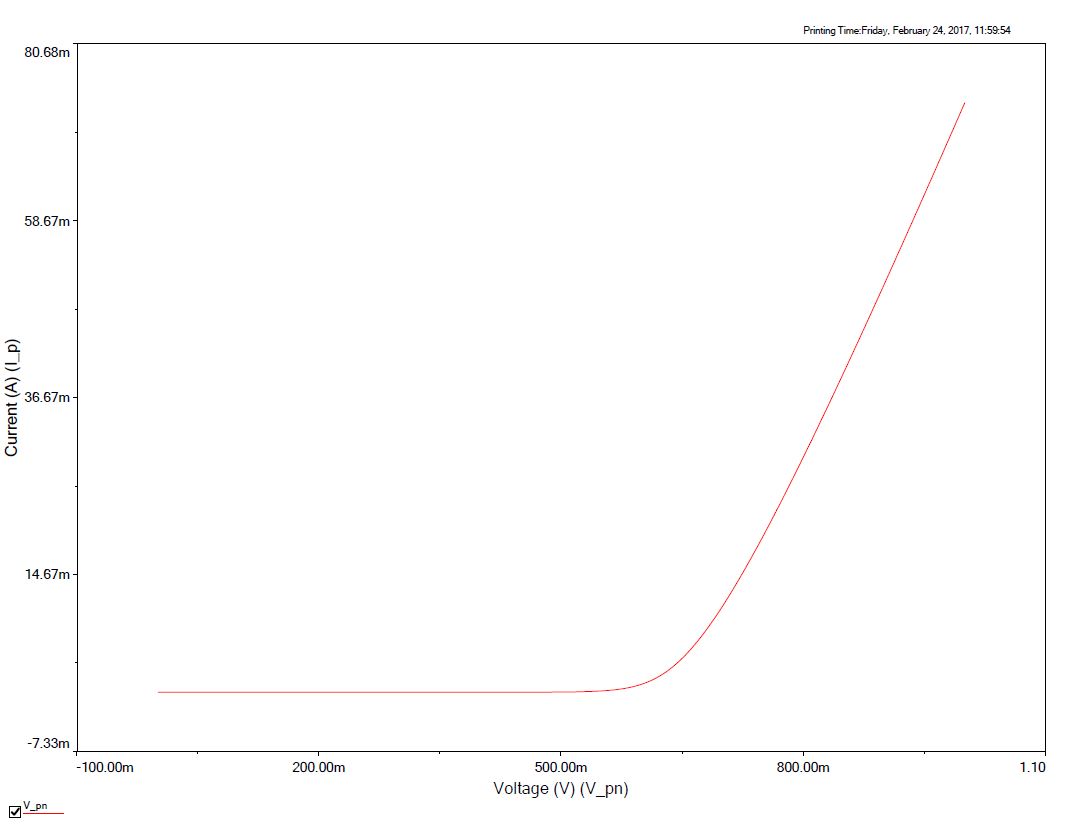 Printing Time:Friday, February 24, 2017, 11:59:54
80.68m
58.67m
36.67m
14.67m
-7.33m
Current (A) (I_p)
-100.00m 200.00m 500.00m 800.00m 1.10
Voltage (V) (V_pn)
V_pn